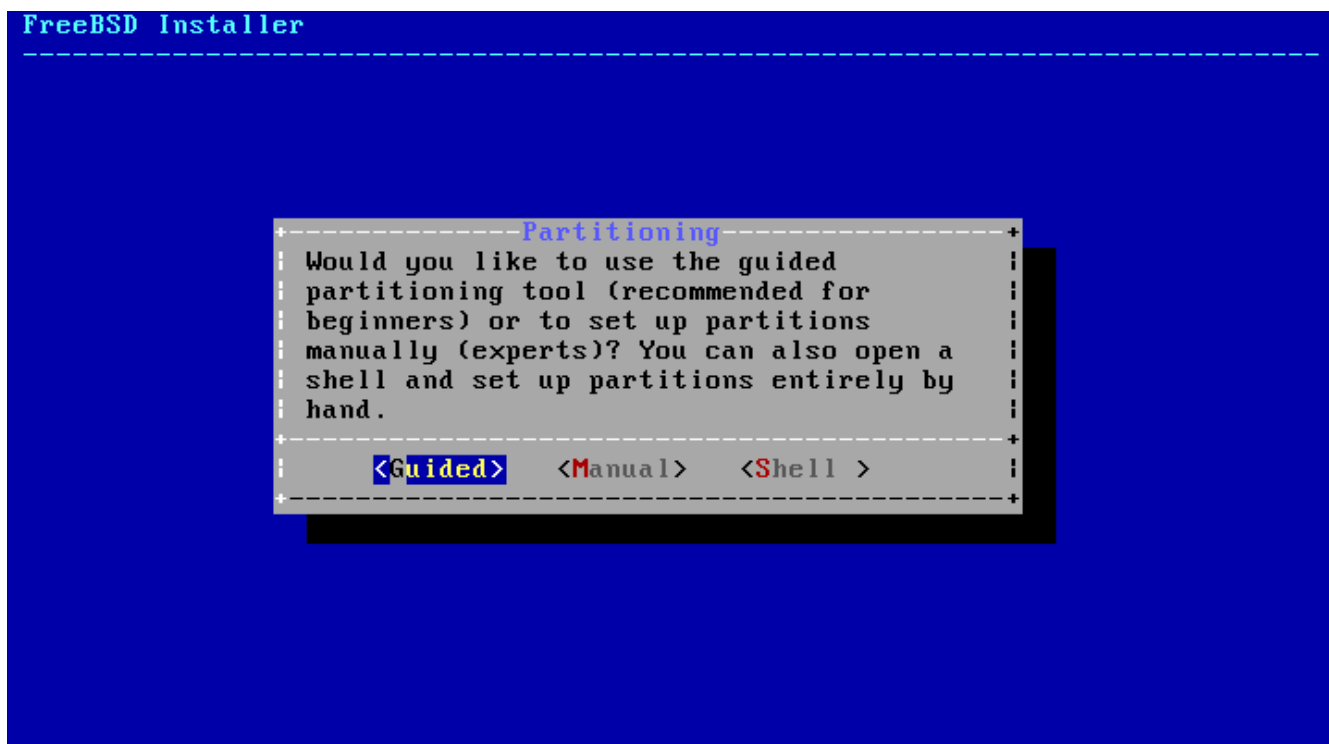 FreeBSD Installer
Partitioning
Would you like to use the guided
partitioning tool (recommended for
beginners) or to set up partitions
manually (experts)? You can also open a
shell and set up partitions entirely by
hand.
<Guided> <Manual> <Shell >